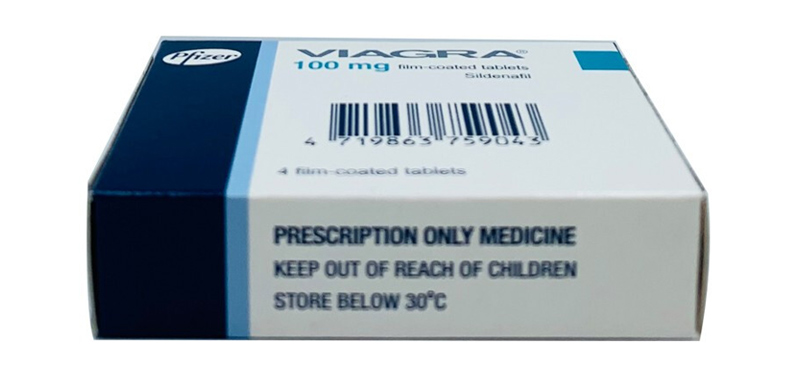 Pfizer
VIAGRA®
100 mg film-coated tablets
Sildenafil
4 719863 759043
4 film-coated tablets
PRESCRIPTION ONLY MEDICINE
KEEP OUT OF REACH OF CHILDREN
STORE BELOW 30°C